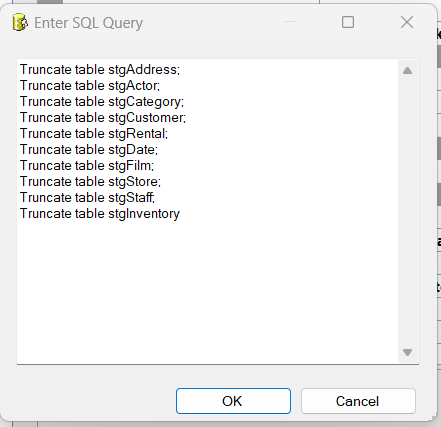 Enter SQL Query
Truncate table stgAddress;
Truncate table stgActor;
Truncate table stgCategory;
Truncate table stgCustomer;
Truncate table stgRental;
Truncate table stgDate;
Truncate table stgFilm;
Truncate table stgStore;
Truncate table stgStaff;
Truncate table stgInventory
OK Cancel